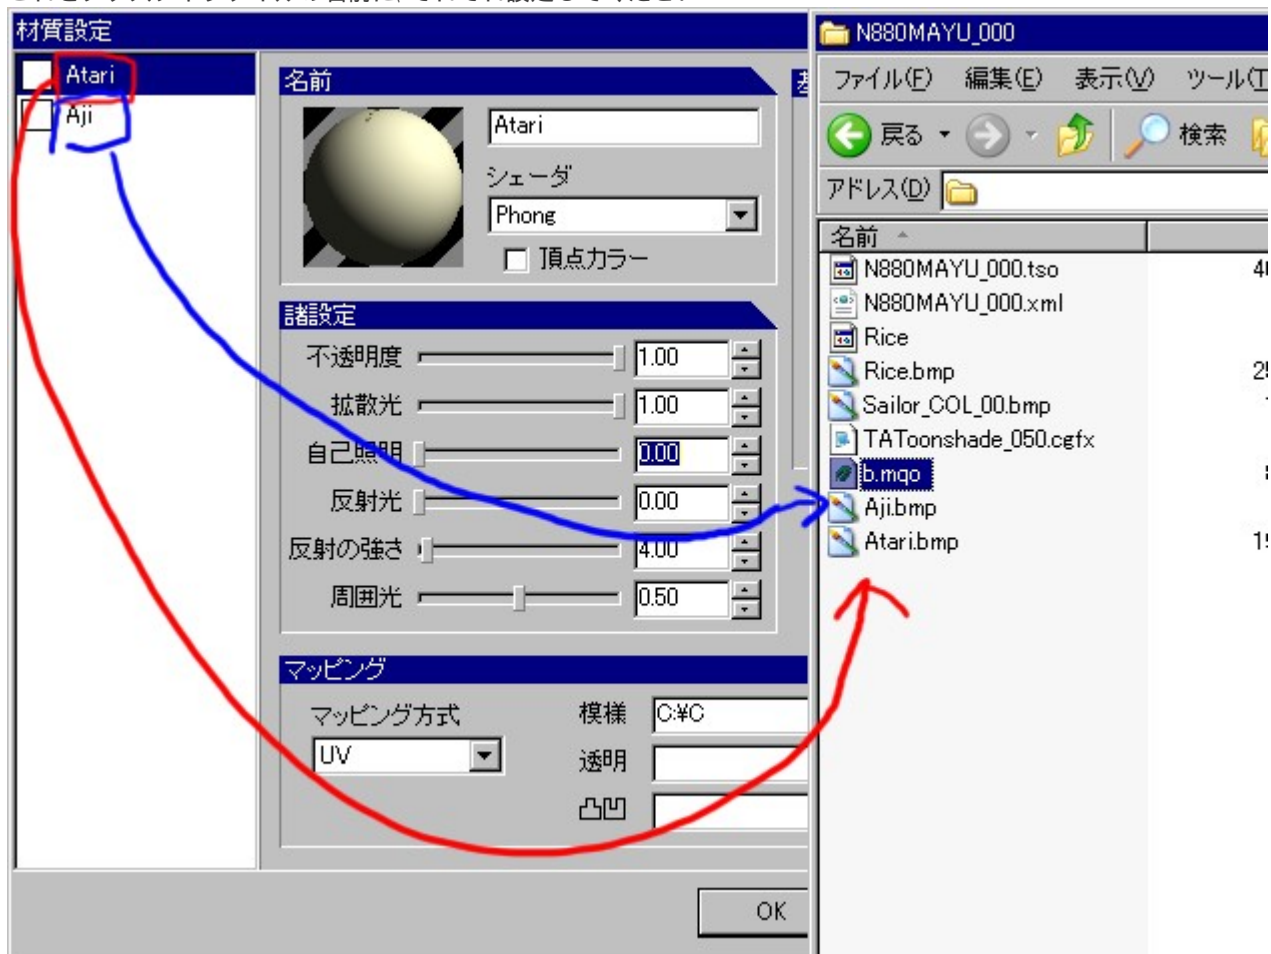 材質設定
Atari
Aji
名前
Atari
シェーダ
Phong
頂点カラー
諸設定
不透明度 1.00
拡散光 1.00
自己照明 0.00
反射光 0.00
反射の強さ 4.00
周囲光 0.50
マッピング
マッピング方式
UV
模様 C:¥C
透明
凸凹
OK
N880MAYU_000
ファイル(F) 編集(E) 表示(V) ツール(T
戻る 検索
アドレス(D)
名前
N880MAYU_000.tso
N880MAYU_000.xml
Rice
Rice.bmp
Sailor_COL_00.bmp
TAToonshade_050.cgfx
b.mqo
Aji.bmp
Atari.bmp